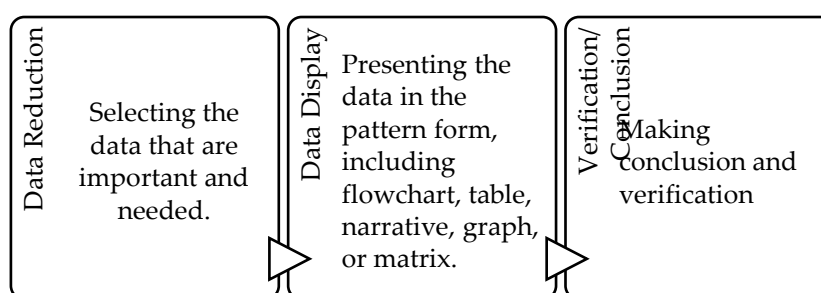 Data Reduction
Selecting the
data that are
important and
needed.
Data Display
Presenting the
data in the
pattern form,
including
flowchart, table,
narrative, graph,
or matrix.
Verification/
Conclusion
Making
conclusion and
verification